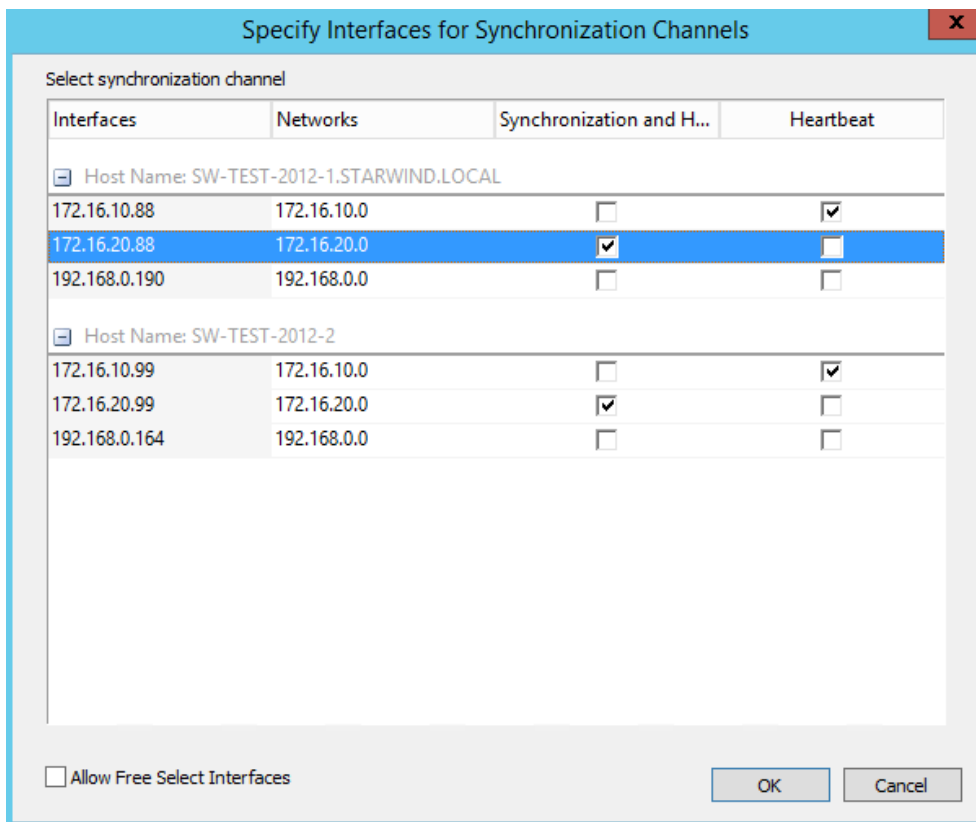 Specify Interfaces for Synchronization Channels
x
Select synchronization channel
Interfaces Networks Synchronization and H... Heartbeat
Host Name: SW-TEST-2012-1.STARWIND.LOCAL
172.16.10.88 172.16.10.0
172.16.20.88 172.16.20.0
192.168.0.190 192.168.0.0
Host Name: SW-TEST-2012-2
172.16.10.99 172.16.10.0
172.16.20.99 172.16.20.0
192.168.0.164 192.168.0.0
Allow Free Select Interfaces
OK Cancel